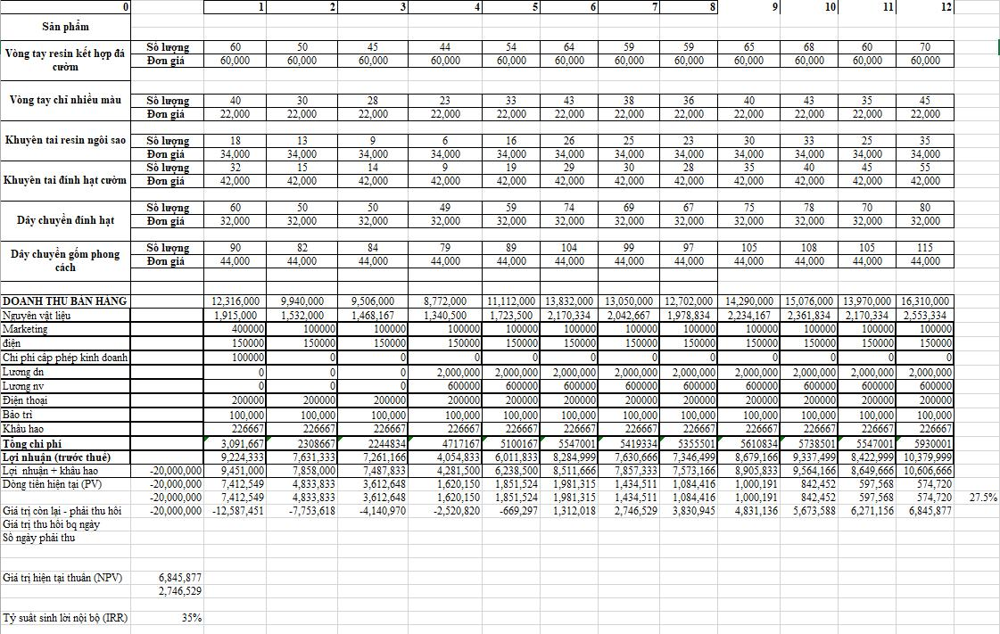 0 1 2 3 4 5 6 7 8 9 10 11 12
Sản phẩm
Vòng tay resin kết hợp đá cườm
Số lượng 60 50 45 44 54 64 59 59 65 68 60 70
Đơn giá 60,000 60,000 60,000 60,000 60,000 60,000 60,000 60,000 60,000 60,000 60,000 60,000
Vòng tay chỉ nhiều màu
Số lượng 40 30 28 23 33 43 38 36 40 43 35 45
Đơn giá 22,000 22,000 22,000 22,000 22,000 22,000 22,000 22,000 22,000 22,000 22,000 22,000
Khuyên tai resin ngôi sao
Số lượng 18 13 9 6 16 26 25 23 30 33 25 35
Đơn giá 34,000 34,000 34,000 34,000 34,000 34,000 34,000 34,000 34,000 34,000 34,000 34,000
Khuyên tai đính hạt cườm
Số lượng 32 15 14 9 19 29 30 28 35 40 45 55
Đơn giá 42,000 42,000 42,000 42,000 42,000 42,000 42,000 42,000 42,000 42,000 42,000 42,000
Dây chuyền đính hạt
Số lượng 60 50 50 49 59 74 69 67 75 78 70 80
Đơn giá 32,000 32,000 32,000 32,000 32,000 32,000 32,000 32,000 32,000 32,000 32,000 32,000
Dây chuyền gốm phong cách
Số lượng 90 82 84 79 89 104 99 97 105 108 105 115
Đơn giá 44,000 44,000 44,000 44,000 44,000 44,000 44,000 44,000 44,000 44,000 44,000 44,000
DOANH THU BÁN HÀNG 12,316,000 9,940,000 9,506,000 8,772,000 11,112,000 13,832,000 13,050,000 12,702,000 14,290,000 15,076,000 13,970,000 16,310,000
Nguyên vật liệu 1,915,000 1,532,000 1,468,167 1,340,500 1,723,500 2,170,334 2,042,667 1,978,834 2,234,167 2,361,834 2,170,334 2,553,334
Marketing 400000 100000 100000 100000 100000 100000 100000 100000 100000 100000 100000 100000
điện 150000 150000 150000 150000 150000 150000 150000 150000 150000 150000 150000 150000
Chi phí cấp phép kinh doanh 100000 0 0 0 0 0 0 0 0 0 0 0
Lương dn 0 0 0 2,000,000 2,000,000 2,000,000 2,000,000 2,000,000 2,000,000 2,000,000 2,000,000 2,000,000
Lương nv 0 0 0 600000 600000 600000 600000 600000 600000 600000 600000 600000
Điện thoại 200000 200000 200000 200000 200000 200000 200000 200000 200000 200000 200000 200000
Bảo trì 100,000 100,000 100,000 100,000 100,000 100,000 100,000 100,000 100,000 100,000 100,000 100,000
Khấu hao 226667 226667 226667 226667 226667 226667 226667 226667 226667 226667 226667 226667
Tổng chi phí 3,091,667 2308667 2244834 4717167 5100167 5547001 5419334 5355501 5610834 5738501 5547001 5930001
Lợi nhuận (trước thuế) 9,224,333 7,631,333 7,261,166 4,054,833 6,011,833 8,284,999 7,630,666 7,346,499 8,679,166 9,337,499 8,422,999 10,379,999
Lợi nhuận + khấu hao -20,000,000 9,451,000 7,858,000 7,487,833 4,281,500 6,238,500 8,511,666 7,857,333 7,573,166 8,905,833 9,564,166 8,649,666 10,606,666
Dòng tiền hiện tại (PV) -20,000,000 7,412,549 4,833,833 3,612,648 1,620,150 1,851,524 1,981,315 1,434,511 1,084,416 1,000,191 842,452 597,568 574,720
-20,000,000 7,412,549 4,833,833 3,612,648 1,620,150 1,851,524 1,981,315 1,434,511 1,084,416 1,000,191 842,452 597,568 574,720 27.5%
Giá trị còn lại - phải thu hồi -20,000,000 -12,587,451 -7,753,618 -4,140,970 -2,520,820 -669,297 1,312,018 2,746,529 3,830,945 4,831,136 5,673,588 6,271,156 6,845,877
Giá trị thu hồi bq ngày
Số ngày phải thu
Giá trị hiện tại thuần (NPV) 6,845,877
2,746,529
Tỷ suất sinh lời nội bộ (IRR) 35%